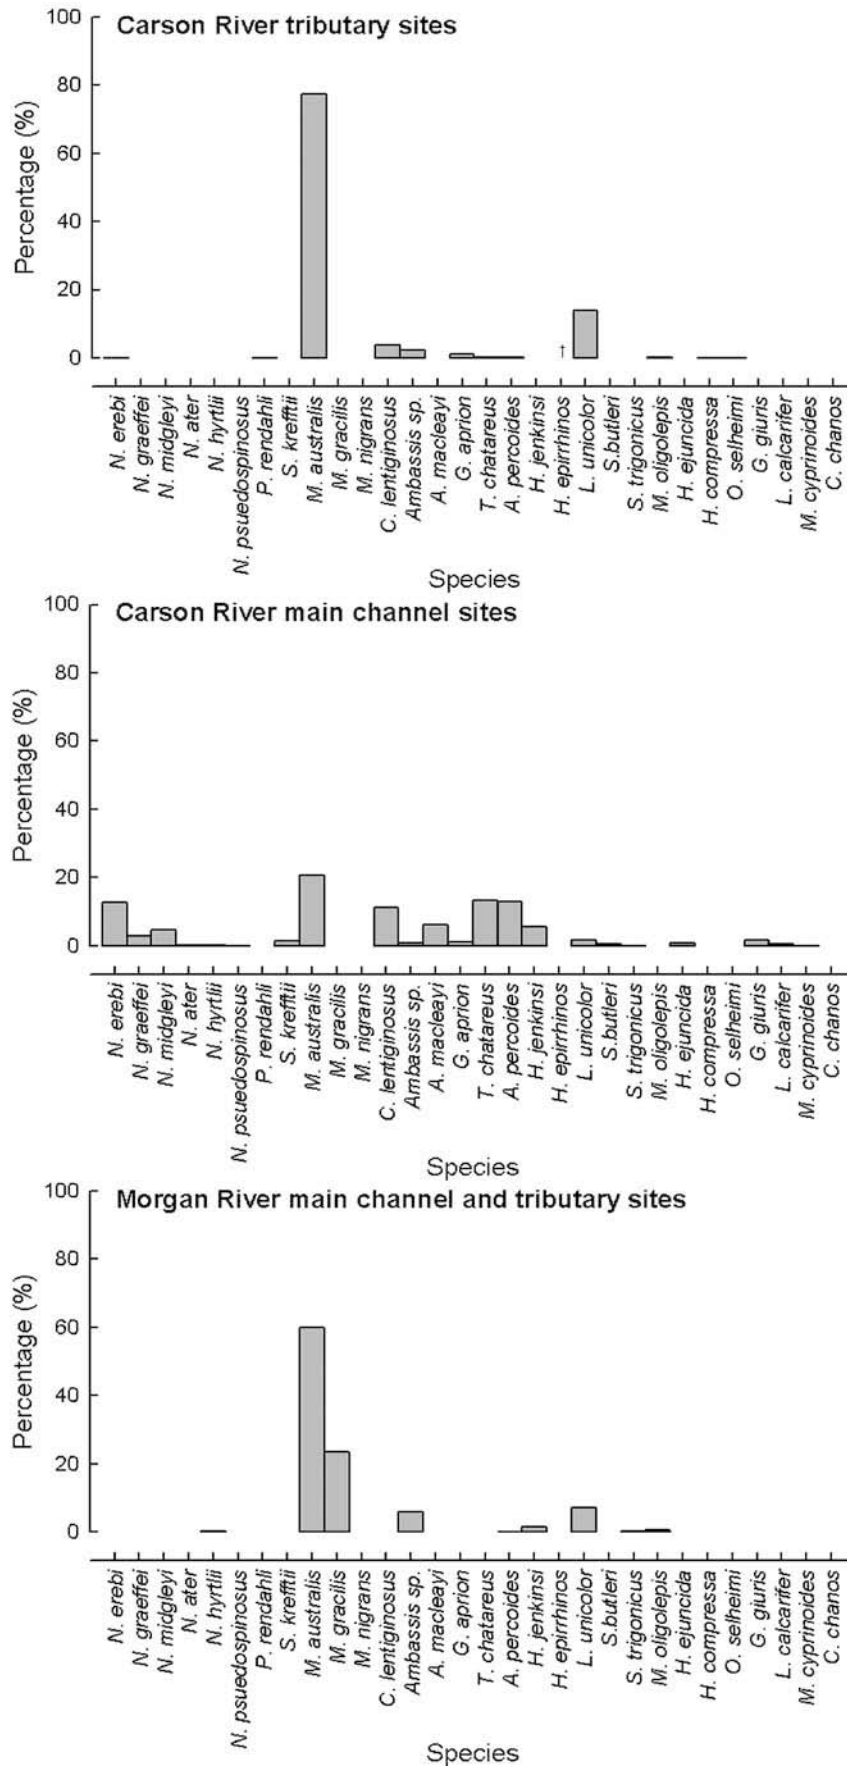 Carson River tributary sites
100
80
60
40
20
0
Percentage (%)
†
N. erebi
N. graeffei
N. midgleyi
N. ater
N. hyrtlii
N. psuedospinosus
P. rendahli
S. krefftii
M. australis
M. gracilis
M. nigrans
C. lentiginosus
Ambassis sp.
A. macleayi
G. aprion
T. chatareus
A. percoides
H. jenkinsi
H. epirrhinos
L. unicolor
S.butleri
S. trigonicus
M. oligolepis
H. ejuncida
H. compressa
O. selheimi
G. giuris
L. calcarifer
M. cyprinoides
C. chanos
Species
Carson River main channel sites
100
80
60
40
20
0
Percentage (%)
N. erebi
N. graeffei
N. midgleyi
N. ater
N. hyrtlii
N. psuedospinosus
P. rendahli
S. krefftii
M. australis
M. gracilis
M. nigrans
C. lentiginosus
Ambassis sp.
A. macleayi
G. aprion
T. chatareus
A. percoides
H. jenkinsi
H. epirrhinos
L. unicolor
S.butleri
S. trigonicus
M. oligolepis
H. ejuncida
H. compressa
O. selheimi
G. giuris
L. calcarifer
M. cyprinoides
C. chanos
Species
Morgan River main channel and tributary sites
100
80
60
40
20
0
Percentage (%)
N. erebi
N. graeffei
N. midgleyi
N. ater
N. hyrtlii
N. psuedospinosus
P. rendahli
S. krefftii
M. australis
M. gracilis
M. nigrans
C. lentiginosus
Ambassis sp.
A. macleayi
G. aprion
T. chatareus
A. percoides
H. jenkinsi
H. epirrhinos
L. unicolor
S.butleri
S. trigonicus
M. oligolepis
H. ejuncida
H. compressa
O. selheimi
G. giuris
L. calcarifer
M. cyprinoides
C. chanos
Species